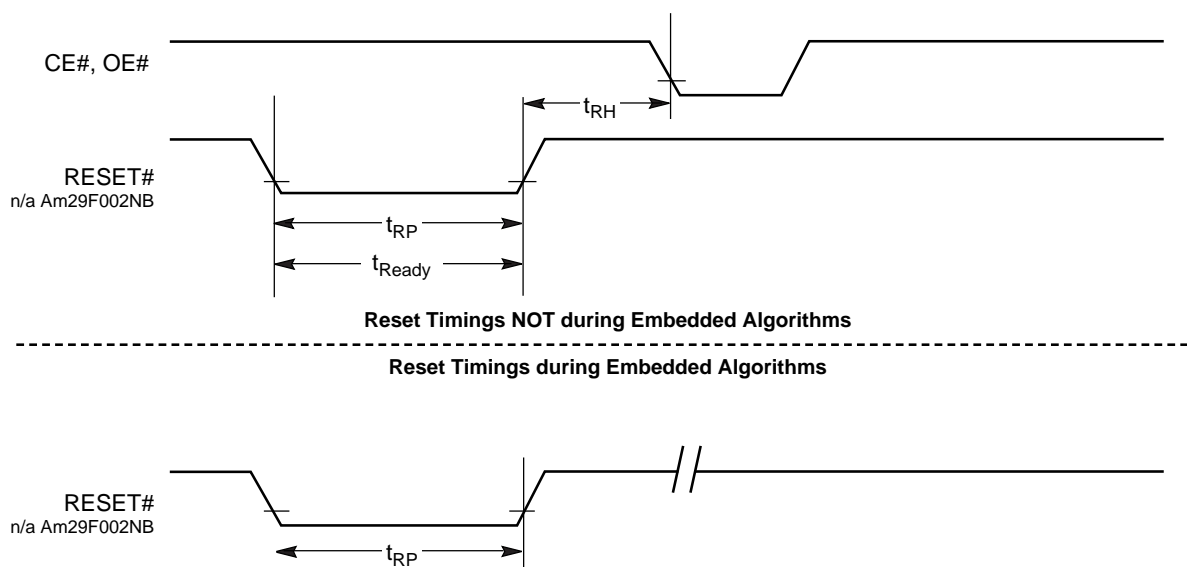 CE#, OE#
tRH
RESET#
n/a Am29F002NB
tRP
tReady
Reset Timings NOT during Embedded Algorithms
Reset Timings during Embedded Algorithms
RESET#
n/a Am29F002NB
tRP